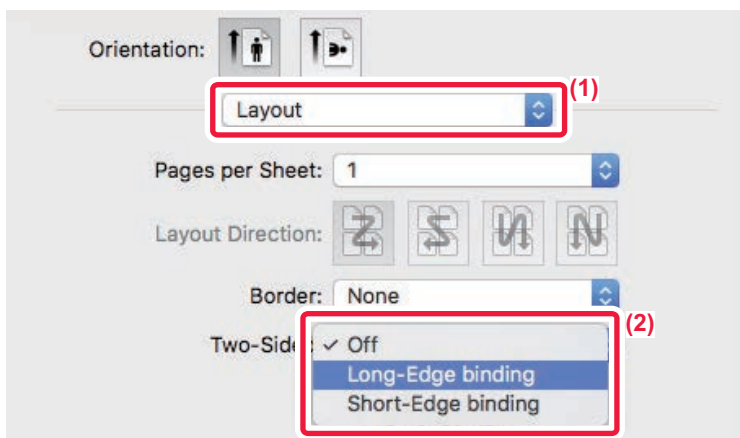 Orientation:
(1)
Layout
Pages per Sheet: 1
Layout Direction:
Border: None
(2)
Two-Side : ✓ Off
Long-Edge binding
Short-Edge binding